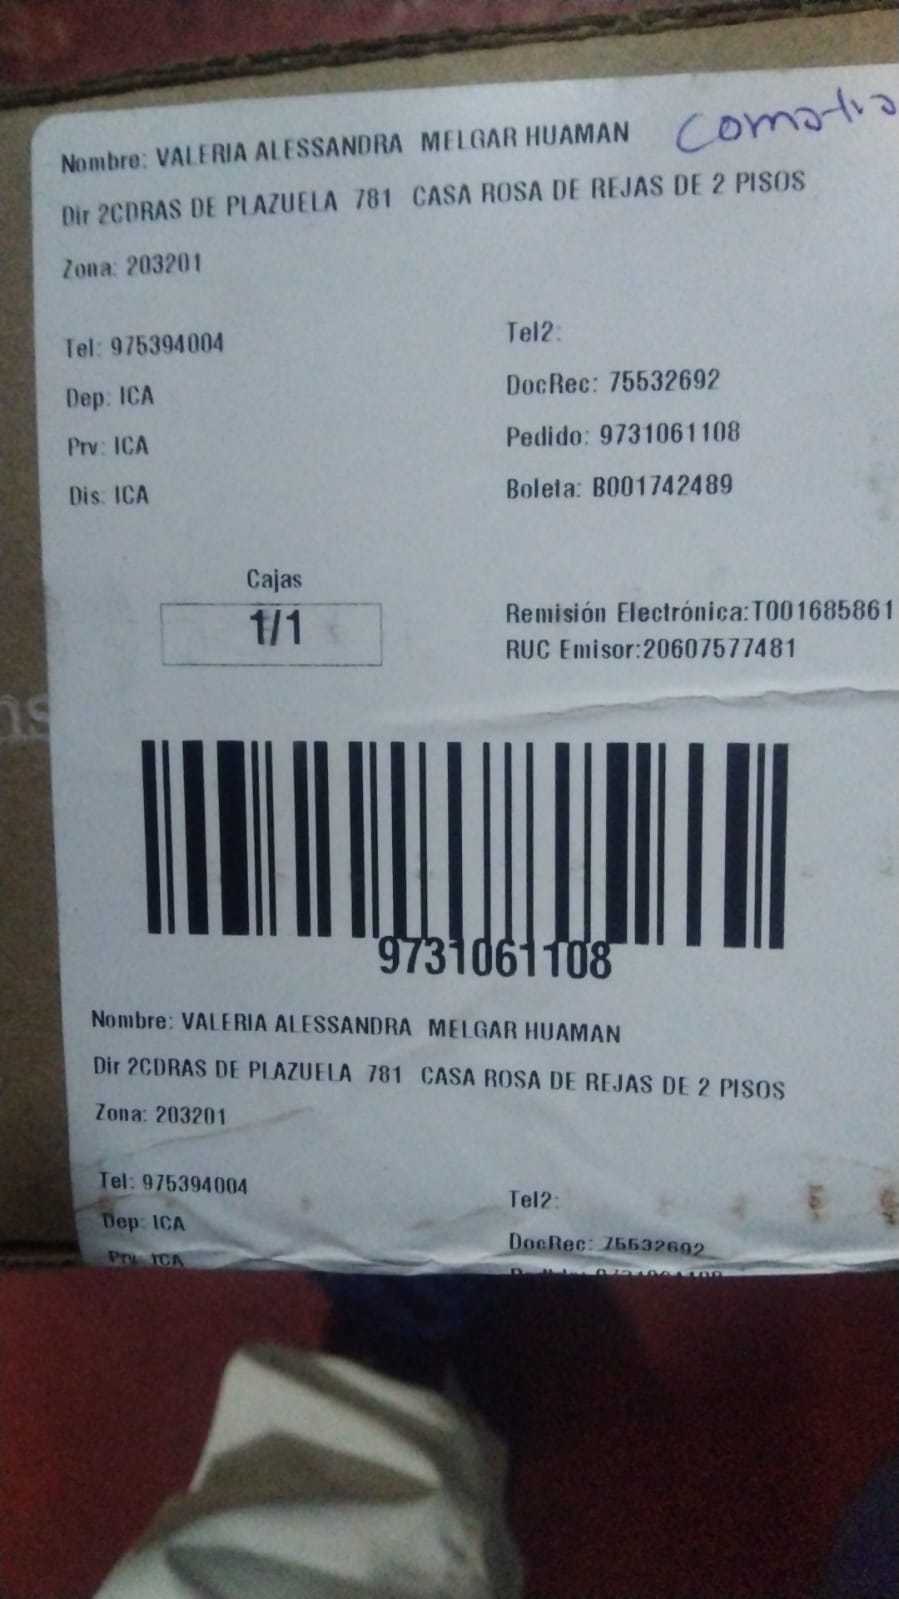 Comatra
Nombre: VALERIA ALESSANDRA MELGAR HUAMAN
Dir 2CDRAS DE PLAZUELA 781 CASA ROSA DE REJAS DE 2 PISOS
Zona: 203201
Tel: 975394004
Tel2:
Dep: ICA
DocRec: 75532692
Prv: ICA
Pedido: 9731061108
Dis: ICA
Boleta: B001742489
Cajas
1/1
Remisión Electrónica:T001685861
RUC Emisor:20607577481
9731061108
Nombre: VALERIA ALESSANDRA MELGAR HUAMAN
Dir 2CDRAS DE PLAZUELA 781 CASA ROSA DE REJAS DE 2 PISOS
Zona: 203201
Tel: 975394004
Tel2:
Dep: ICA
DocRec: 75532692
Prv: ICA